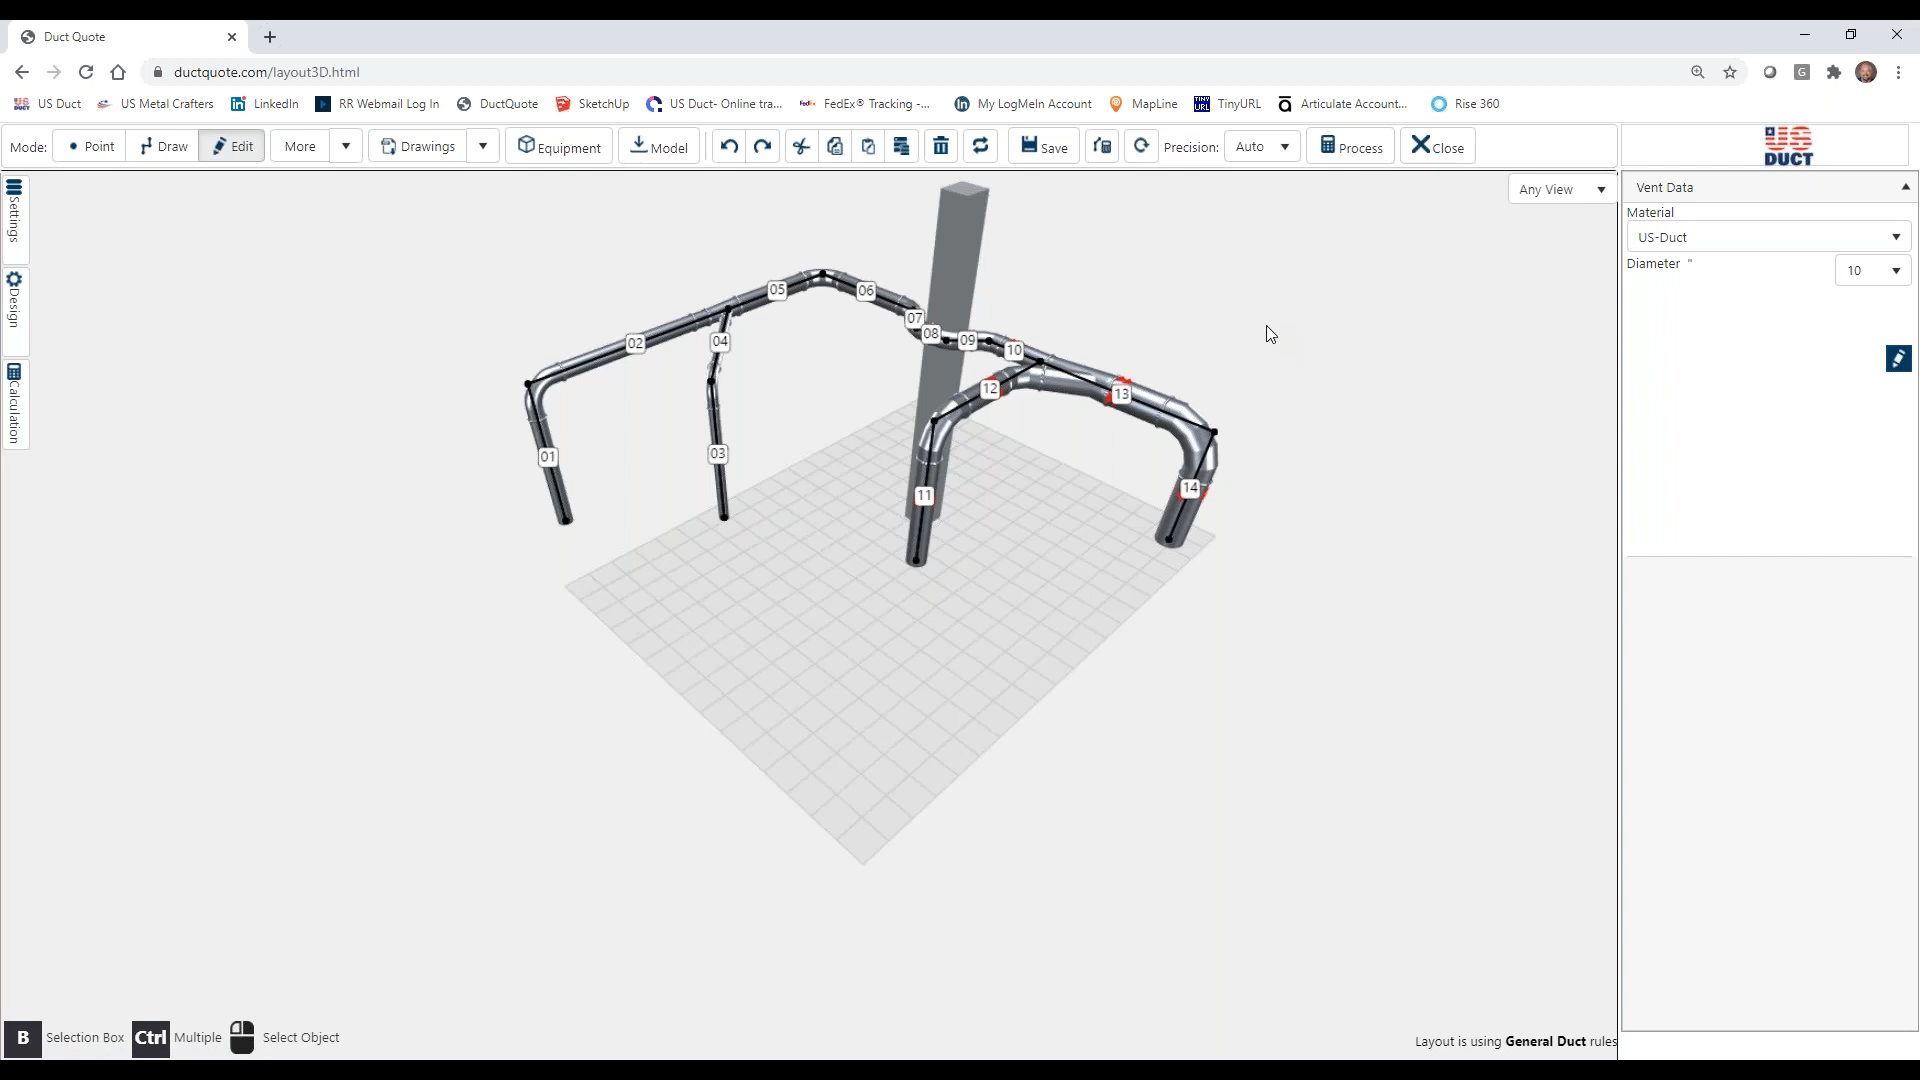 Duct Quote
ductquote.com/layout3D.html
US Duct US Metal Crafters LinkedIn RR Webmail Log In DuctQuote SketchUp US Duct- Online tra... FedEx® Tracking -... My LogMeIn Account MapLine TinyURL Articulate Account... Rise 360
Mode: Point Draw Edit More Drawings Equipment Model Save Precision: Auto Process Close
US DUCT
Settings
Design
Calculation
Any View
Vent Data
Material
US-Duct
Diameter "
10
05
06
07
08
09
10
02
04
12
13
01
03
11
14
B Selection Box Ctrl Multiple Select Object
Layout is using General Duct rules